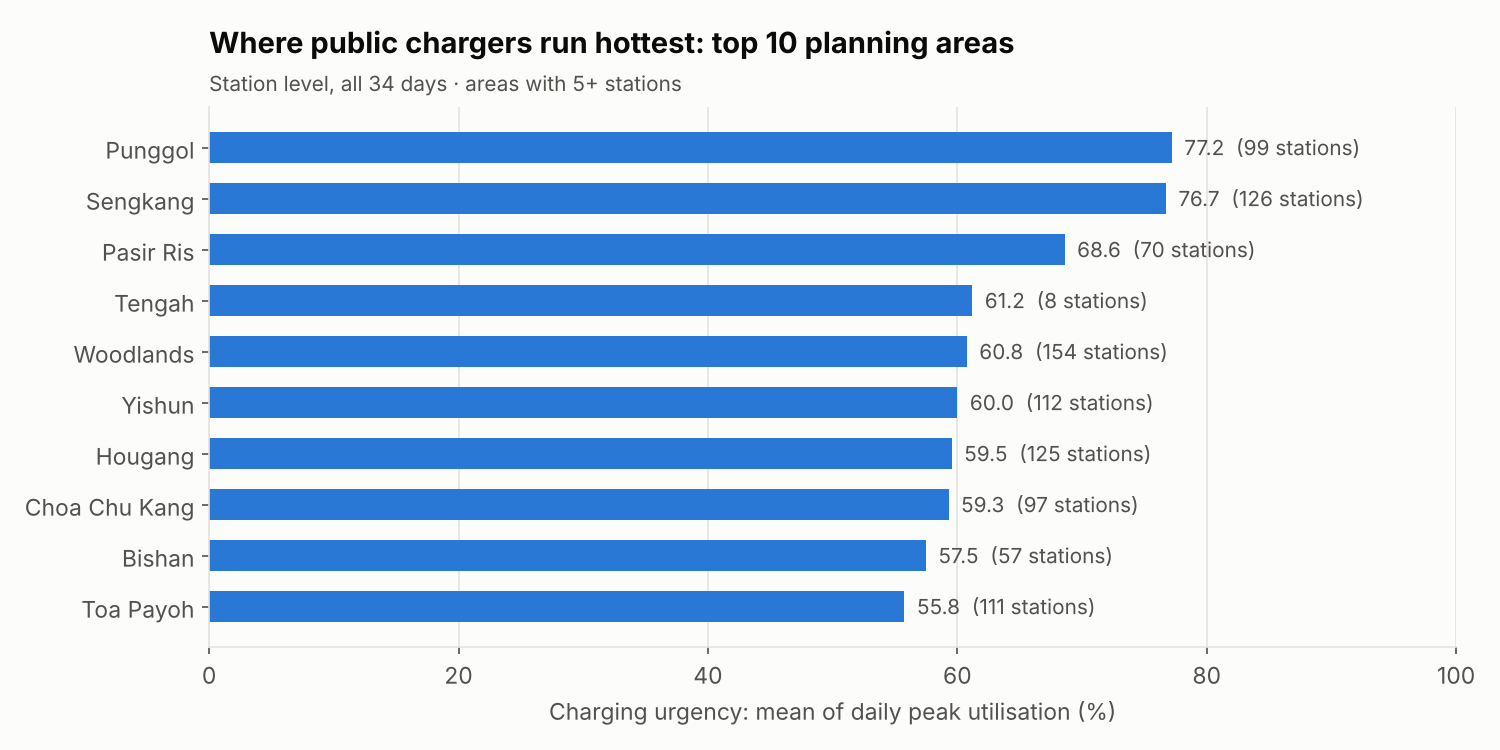 Where public chargers run hottest: top 10 planning areas
Station level, all 34 days · areas with 5+ stations
Punggol 77.2 (99 stations)
Sengkang 76.7 (126 stations)
Pasir Ris 68.6 (70 stations)
Tengah 61.2 (8 stations)
Woodlands 60.8 (154 stations)
Yishun 60.0 (112 stations)
Hougang 59.5 (125 stations)
Choa Chu Kang 59.3 (97 stations)
Bishan 57.5 (57 stations)
Toa Payoh 55.8 (111 stations)
0 20 40 60 80 100
Charging urgency: mean of daily peak utilisation (%)